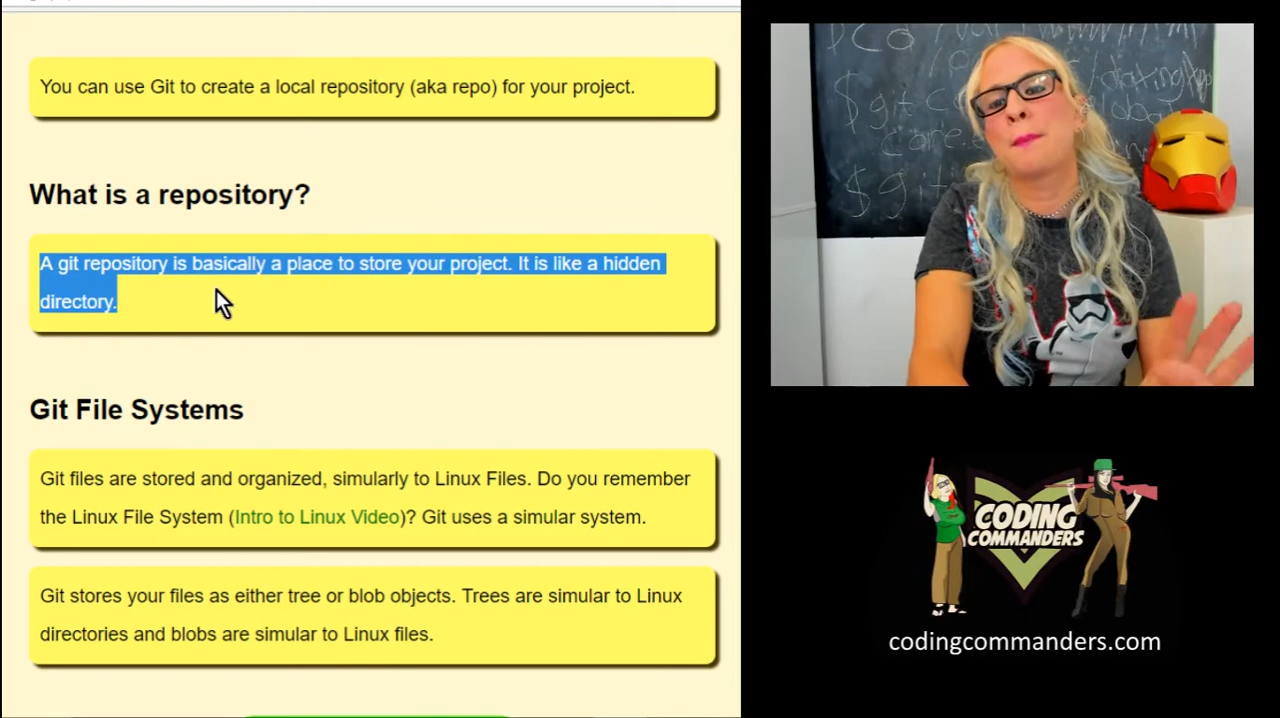 You can use Git to create a local repository (aka repo) for your project.
What is a repository?
A git repository is basically a place to store your project. It is like a hidden
directory.
Git File Systems
Git files are stored and organized, simularly to Linux Files. Do you remember
the Linux File System (Intro to Linux Video)? Git uses a simular system.
Git stores your files as either tree or blob objects. Trees are simular to Linux
directories and blobs are simular to Linux files.
$ git
core.
$ git
CODING
COMMANDERS
codingcommanders.com